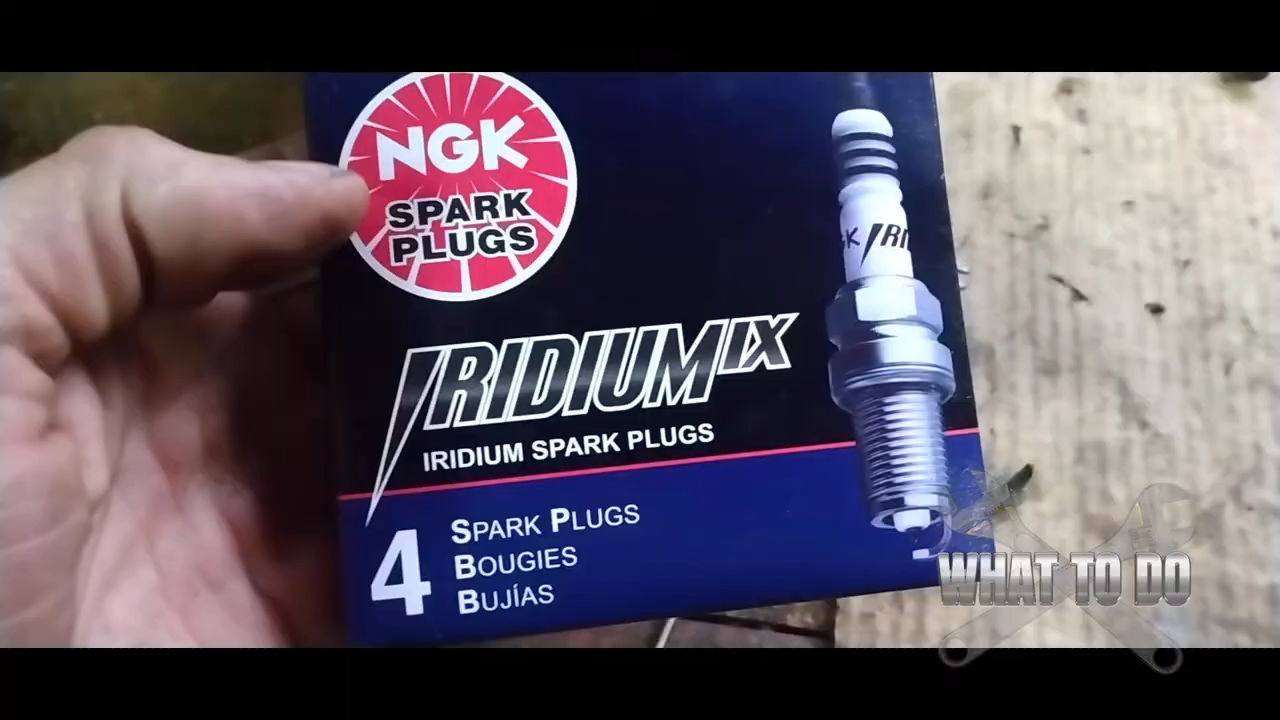 NGK
SPARK
PLUGS
IRIDIUM IX
IRIDIUM SPARK PLUGS
4
SPARK PLUGS
BOUGIES
BUJÍAS
WHAT TO DO